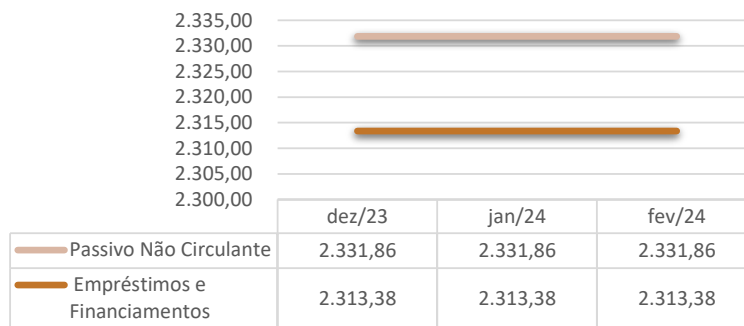 2.335,00
2.330,00
2.325,00
2.320,00
2.315,00
2.310,00
2.305,00
2.300,00
dez/23 jan/24 fev/24
Passivo Não Circulante 2.331,86 2.331,86 2.331,86
Empréstimos e
Financiamentos 2.313,38 2.313,38 2.313,38